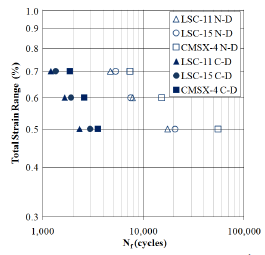 1.0
0.9
0.8
0.7
0.6
0.5
0.4
0.3
Total Strain Range (%)
LSC-11 N-D
LSC-15 N-D
CMSX-4 N-D
LSC-11 C-D
LSC-15 C-D
CMSX-4 C-D
1,000 10,000 100,000
Nf (cycles)